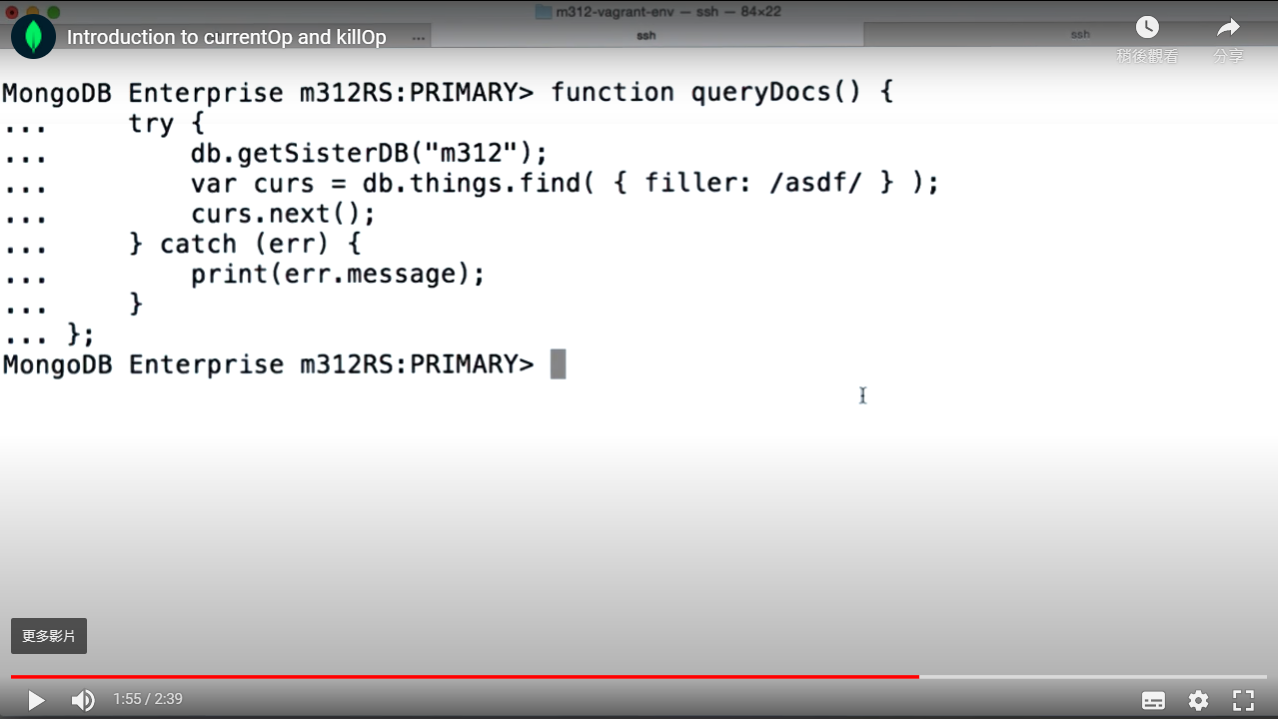 m312-vagrant-env — ssh — 84×22
Introduction to currentOp and killOp
...
ssh
ssh
稍後觀看
分享
MongoDB Enterprise m312RS:PRIMARY> function queryDocs() {
...     try {
...         db.getSisterDB("m312");
...         var curs = db.things.find( { filler: /asdf/ } );
...         curs.next();
...     } catch (err) {
...         print(err.message);
...     }
... };
MongoDB Enterprise m312RS:PRIMARY>
更多影片
1:55 / 2:39